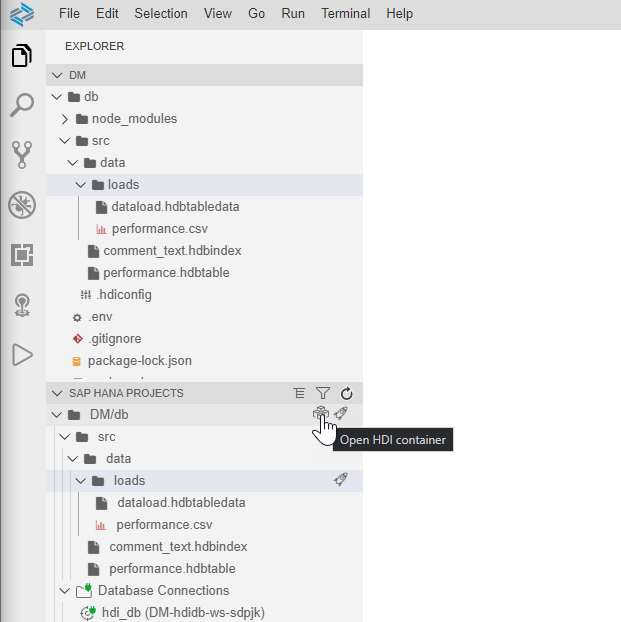 File Edit Selection View Go Run Terminal Help
EXPLORER
DM
db
node_modules
src
data
loads
dataload.hdbtabledata
performance.csv
comment_text.hdbindex
performance.hdbtable
.hdiconfig
.env
.gitignore
package-lock.json
SAP HANA PROJECTS
DM/db
Open HDI container
src
data
loads
dataload.hdbtabledata
performance.csv
comment_text.hdbindex
performance.hdbtable
Database Connections
hdi_db (DM-hdidb-ws-sdpjk)